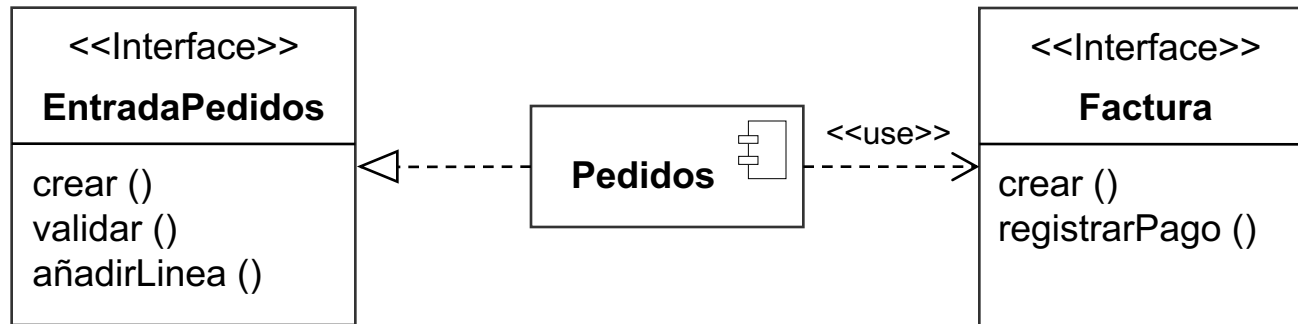 <<Interface>>
EntradaPedidos
crear ()
validar ()
añadirLinea ()
Pedidos
<<use>>
<<Interface>>
Factura
crear ()
registrarPago ()